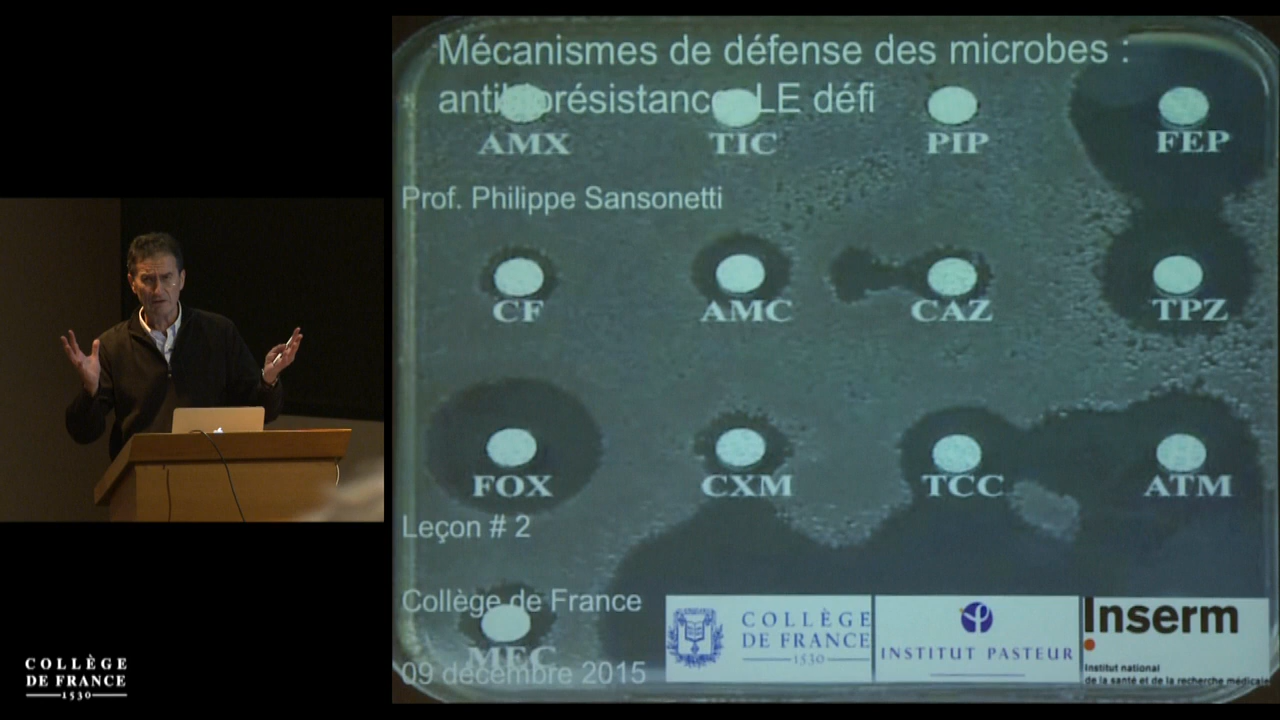 Mécanismes de défense des microbes :
antibiorésistance, LE défi
AMX TIC PIP FEP
Prof. Philippe Sansonetti
CF AMC CAZ TPZ
FOX CXM TCC ATM
Leçon # 2
Collège de France
MEC
09 décembre 2015
COLLÈGE
DE FRANCE
1530
INSTITUT PASTEUR
Inserm
Institut national
de la santé et de la recherche médicale
COLLÈGE
DE FRANCE
1530